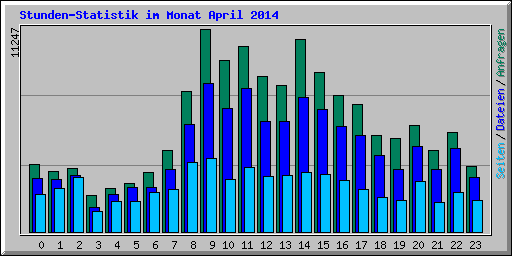 Stunden-Statistik im Monat April 2014
11247
Seiten / Dateien / Anfragen
0 1 2 3 4 5 6 7 8 9 10 11 12 13 14 15 16 17 18 19 20 21 22 23